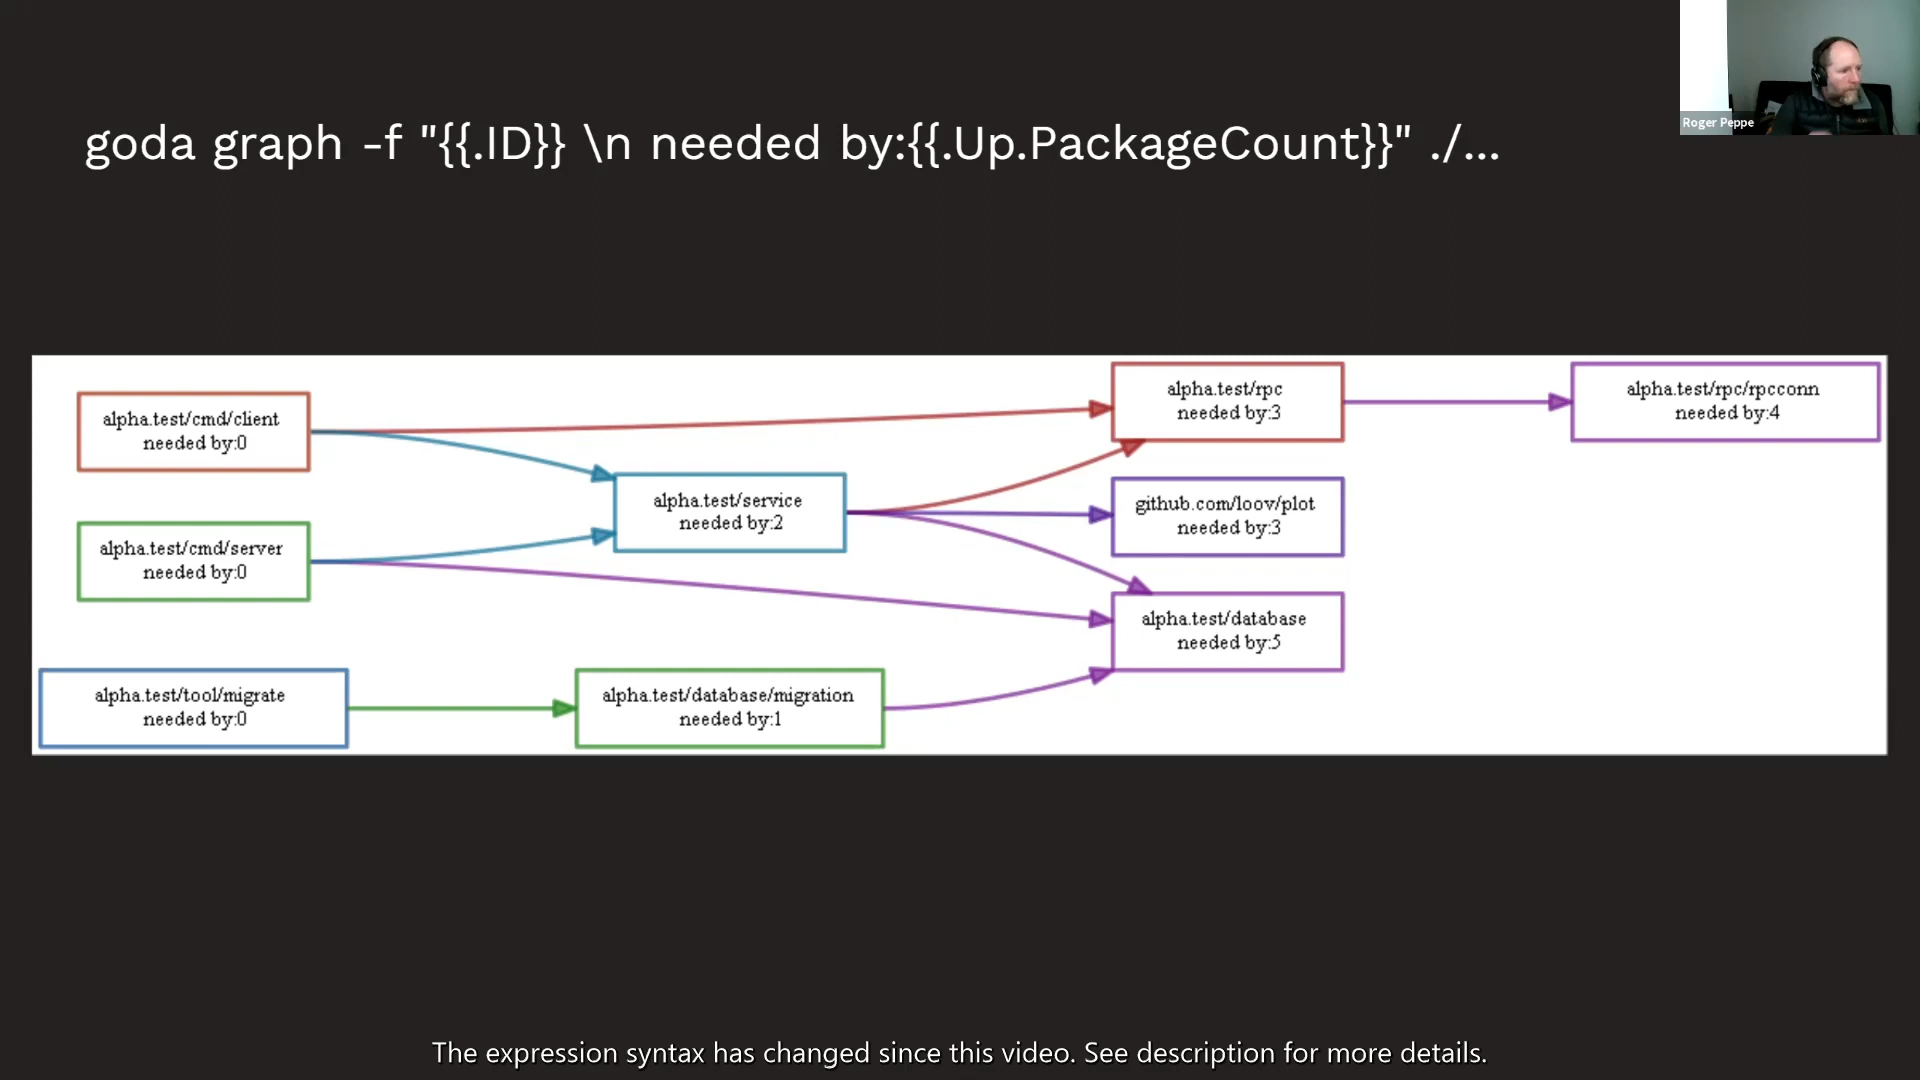 Roger Peppe
goda graph -f "{{.ID}} \n needed by:{{.Up.PackageCount}}" ./...
alpha.test/cmd/client
needed by:0
alpha.test/cmd/server
needed by:0
alpha.test/tool/migrate
needed by:0
alpha.test/service
needed by:2
alpha.test/database/migration
needed by:1
alpha.test/rpc
needed by:3
github.com/loov/plot
needed by:3
alpha.test/database
needed by:5
alpha.test/rpc/rpcconn
needed by:4
The expression syntax has changed since this video. See description for more details.